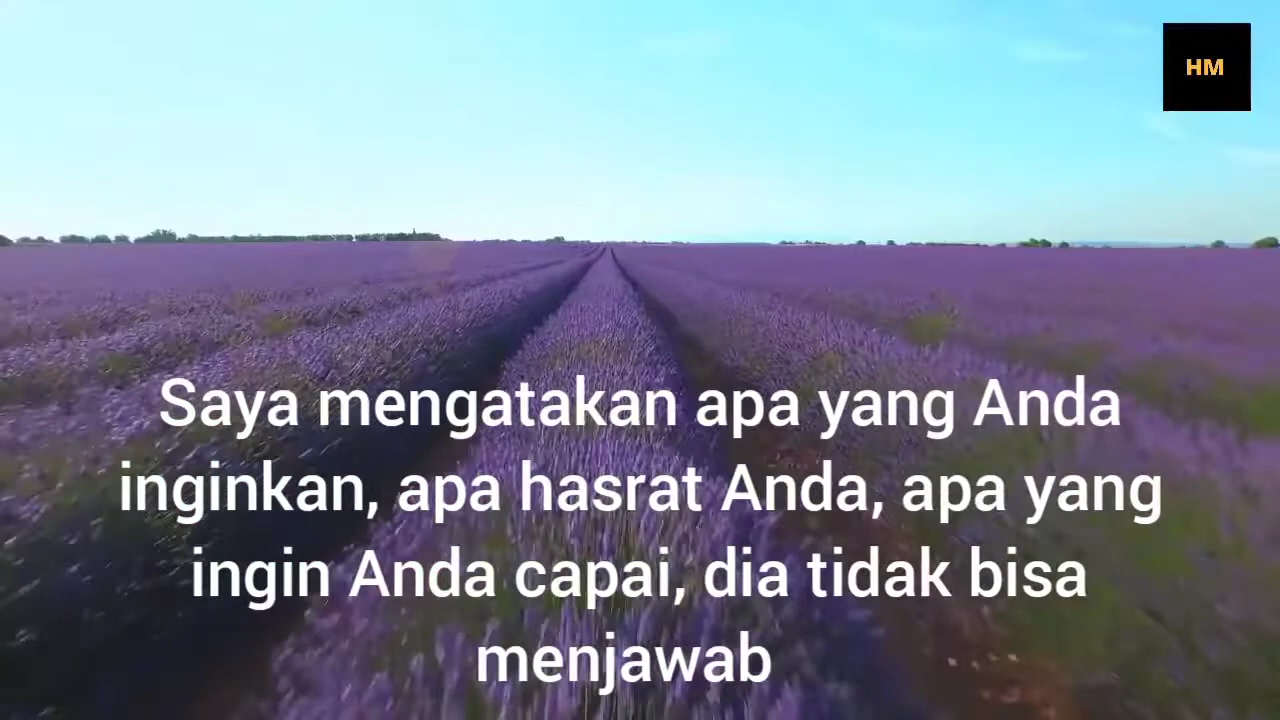 HM
Saya mengatakan apa yang Anda
inginkan, apa hasrat Anda, apa yang
ingin Anda capai, dia tidak bisa
menjawab